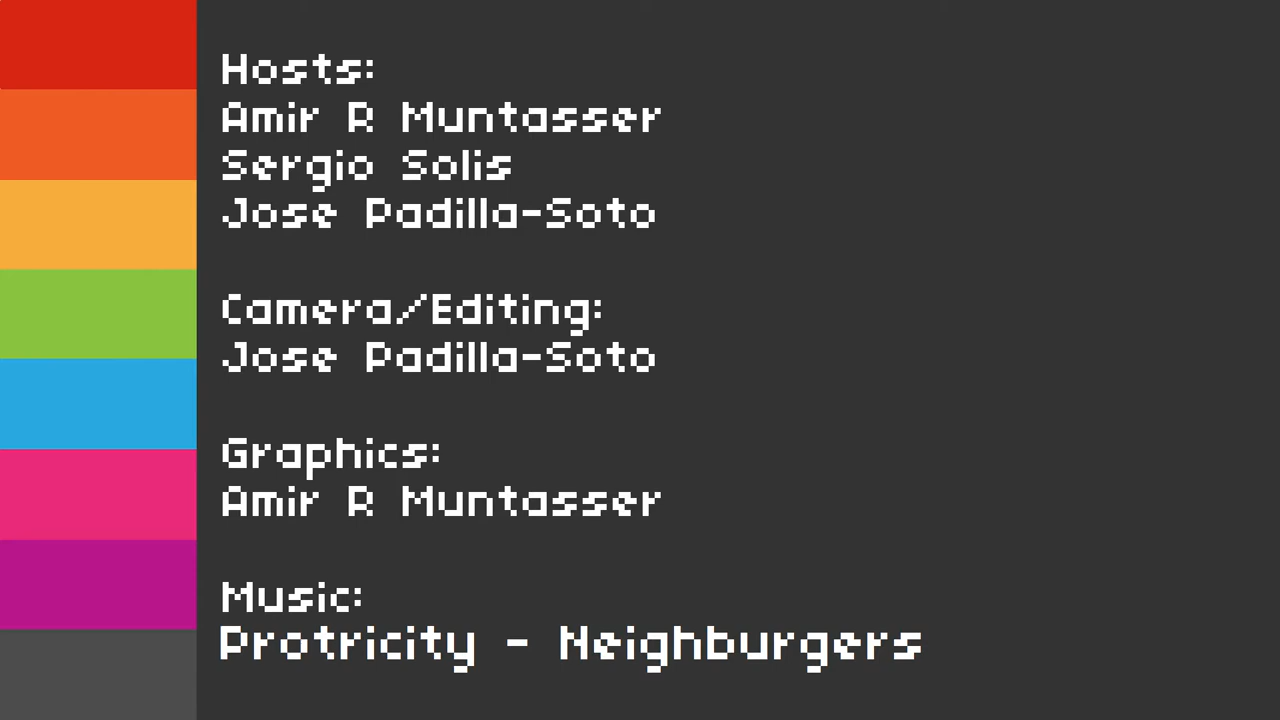 Hosts:
Amir R Muntasser
Sergio Solis
Jose Padilla-Soto
Camera/Editing:
Jose Padilla-Soto
Graphics:
Amir R Muntasser
Music:
Protricity - Neighburgers